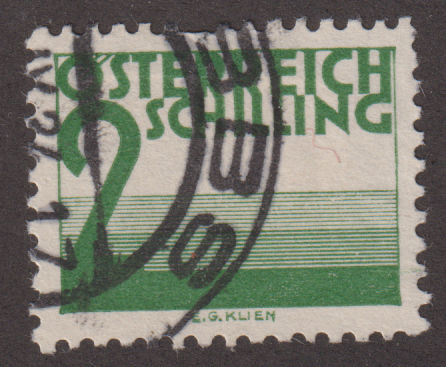 ÖSTERREICH
SCHILLING
2
E.G. KLIEN